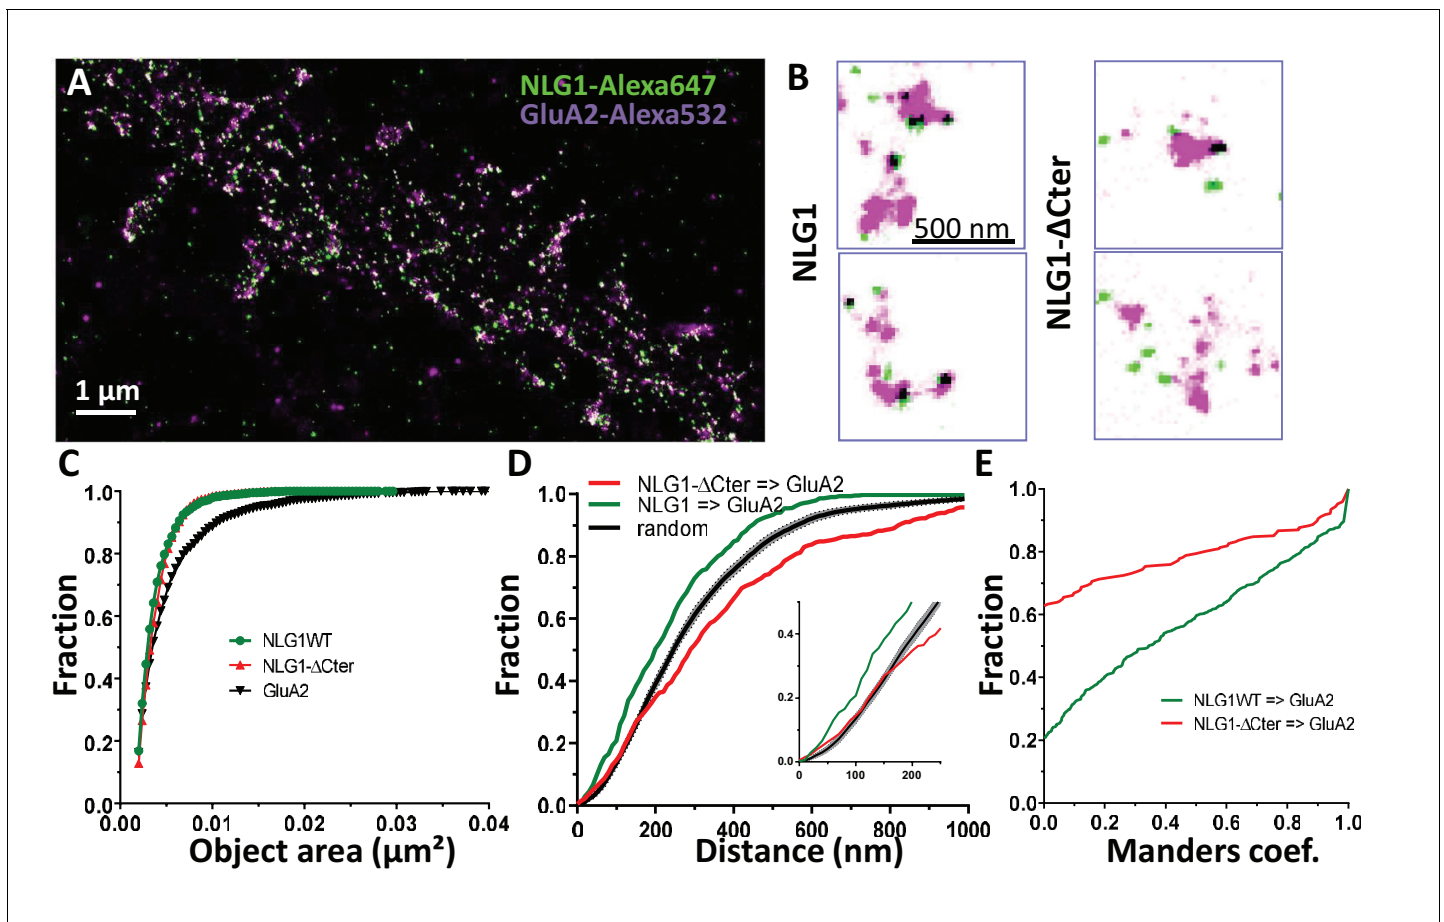 A
NLG1-Alexa647
GluA2-Alexa532
1 µm
B
NLG1
500 nm
NLG1-ΔCter
C
Fraction
1.0
0.8
0.6
0.4
0.2
0.0
NLG1WT
NLG1-ΔCter
GluA2
0.00 0.01 0.02 0.03 0.04
Object area (µm²)
D
Fraction
NLG1-ΔCter => GluA2
NLG1 => GluA2
random
1.0
0.8
0.6
0.4
0.2
0.0
0.4
0.2
0.0
0 100 200
0 200 400 600 800 1000
Distance (nm)
E
Fraction
1.0
0.8
0.6
0.4
0.2
0.0
NLG1WT => GluA2
NLG1-ΔCter => GluA2
0.0 0.2 0.4 0.6 0.8 1.0
Manders coef.